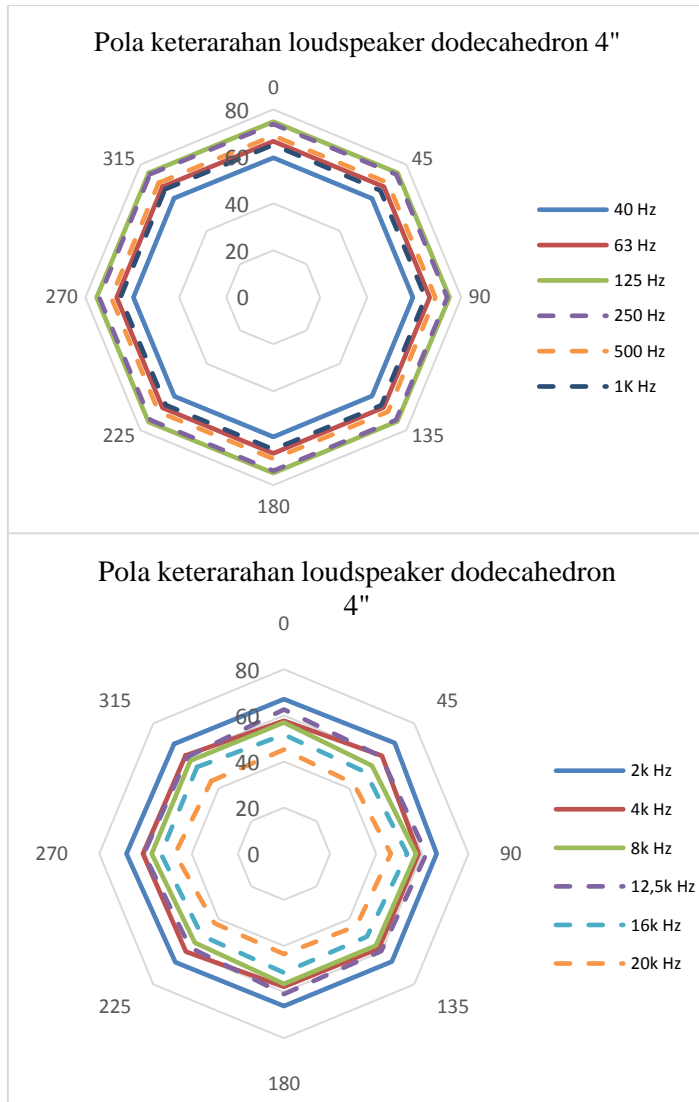 Pola keterarahan loudspeaker dodecahedron 4"
0
80
315
45
60
40
40 Hz
63 Hz
20
125 Hz
270
0
90
250 Hz
500 Hz
1K Hz
225
135
180
Pola keterarahan loudspeaker dodecahedron
4"
0
80
315
45
60
40
2k Hz
20
4k Hz
270
0
90
8k Hz
12,5k Hz
16k Hz
20k Hz
225
135
180